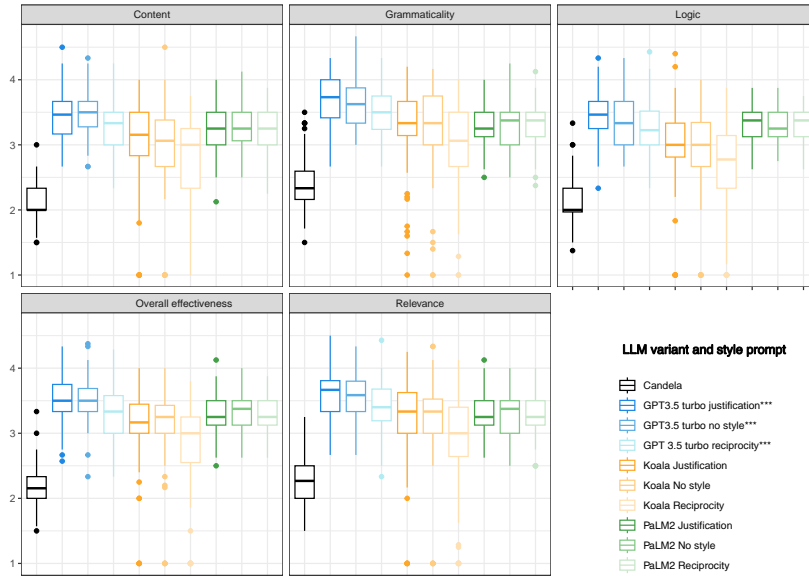 Content
Grammaticality
Logic
4
3
2
1
Overall effectiveness
Relevance
4
3
2
1
LLM variant and style prompt
Candela
GPT3.5 turbo justification***
GPT3.5 turbo no style***
GPT 3.5 turbo reciprocity***
Koala Justification
Koala No style
Koala Reciprocity
PaLM2 Justification
PaLM2 No style
PaLM2 Reciprocity